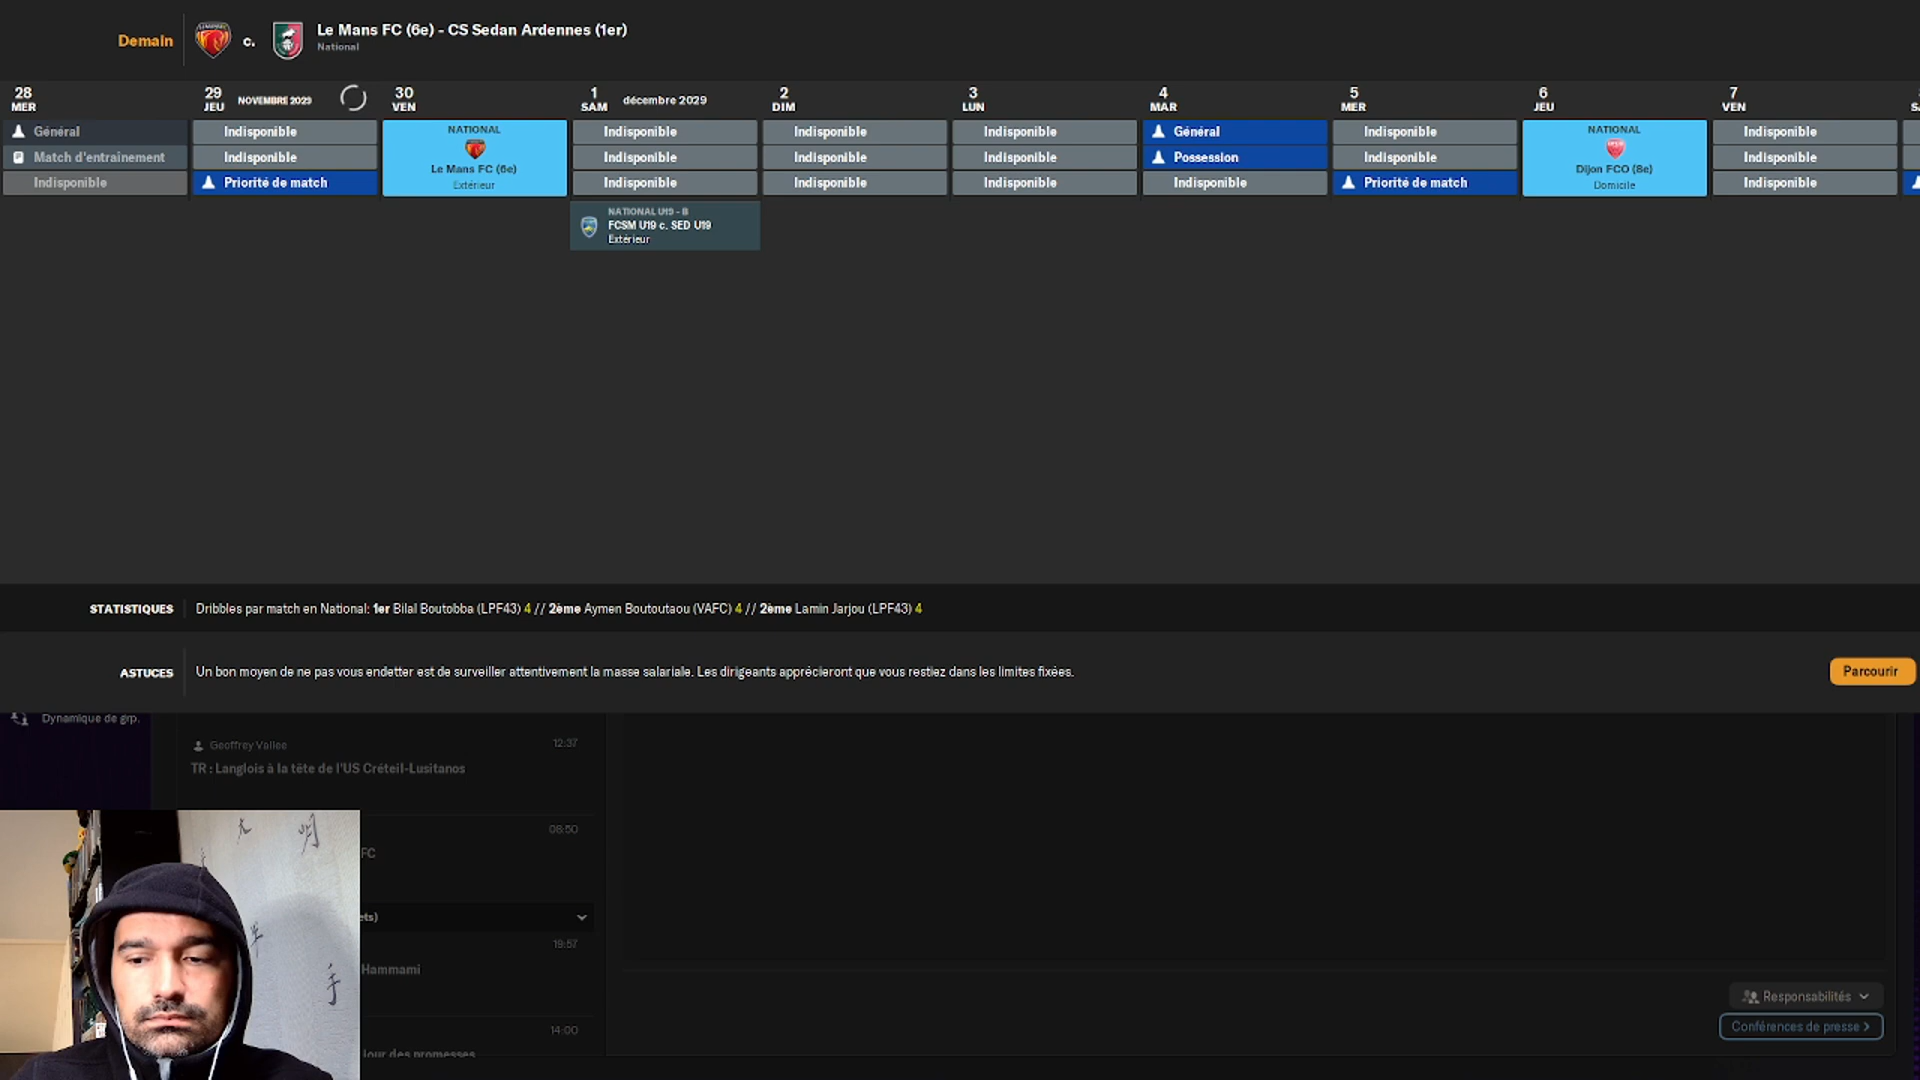 Demain
c.
Le Mans FC (6e) - CS Sedan Ardennes (1er)
National
28
MER
29
JEU
NOVEMBRE 2029
30
VEN
1
SAM
décembre 2029
2
DIM
3
LUN
4
MAR
5
MER
6
JEU
7
VEN
Général
Match d'entrainement
Indisponible
Indisponible
Indisponible
Priorité de match
NATIONAL
Le Mans FC (6e)
Extérieur
Indisponible
Indisponible
Indisponible
NATIONAL U19 - B
FCSM U19 c. SED U19
Extérieur
Indisponible
Indisponible
Indisponible
Indisponible
Indisponible
Indisponible
Général
Possession
Indisponible
Indisponible
Indisponible
Priorité de match
NATIONAL
Dijon FCO (8e)
Domicile
Indisponible
Indisponible
Indisponible
STATISTIQUES
Dribbles par match en National: 1er Bilal Boutobba (LPF43) 4 // 2ème Aymen Boutoutaou (VAFC) 4 // 2ème Lamin Jarjou (LPF43) 4
ASTUCES
Un bon moyen de ne pas vous endetter est de surveiller attentivement la masse salariale. Les dirigeants apprécieront que vous restiez dans les limites fixées.
Parcourir
Dynamique de grp.
Geoffrey Vallee
12:37
TR : Langlois à la tête de l'US Créteil-Lusitanos
08:50
FC
ets)
19:57
Hammami
14:00
jour des promesses
Responsabilités
Conférences de presse >
明
手